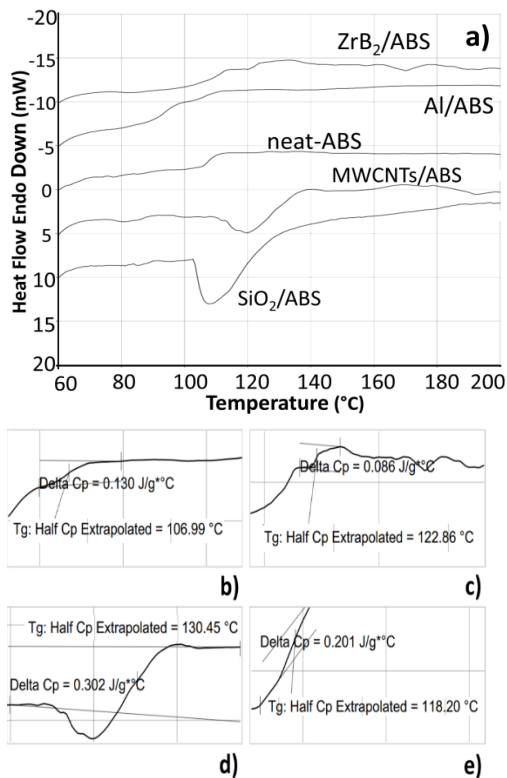 -20
-15
-10
-5
0
5
10
15
20
Heat Flow Endo Down (mW)
a)
ZrB₂/ABS
Al/ABS
neat-ABS
MWCNTs/ABS
SiO₂/ABS
60
80
100
120
140
160
180
200
Temperature (°C)
Delta Cp = 0.130 J/g*°C
Tg: Half Cp Extrapolated = 106.99 °C
b)
Delta Cp = 0.086 J/g*°C
Tg: Half Cp Extrapolated = 122.86 °C
c)
Tg: Half Cp Extrapolated = 130.45 °C
Delta Cp = 0.302 J/g*°C
d)
Delta Cp = 0.201 J/g*°C
Tg: Half Cp Extrapolated = 118.20 °C
e)